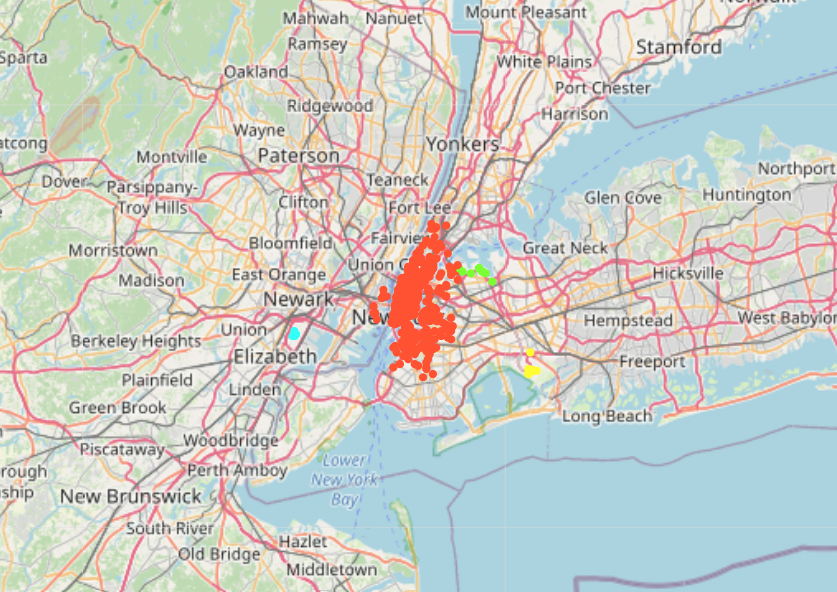 Mahwah
Nanuet
Mount Pleasant
Sparta
Ramsey
Stamford
Oakland
White Plains
Port Chester
Ridgewood
Harrison
Wayne
Yonkers
Montville
Paterson
Dover
Parsippany-
Troy Hills
Teaneck
Northport
Clifton
Fort Lee
Glen Cove
Huntington
Morristown
Bloomfield
Fairview
Great Neck
Madison
East Orange
Union
Hicksville
Newark
New
Hempstead
West Babylon
Berkeley Heights
Union
Elizabeth
Freeport
Plainfield
Linden
Green Brook
Long Beach
Woodbridge
Piscataway
Lower
New York
Bay
Perth Amboy
New Brunswick
South River
Hazlet
Old Bridge
Middletown